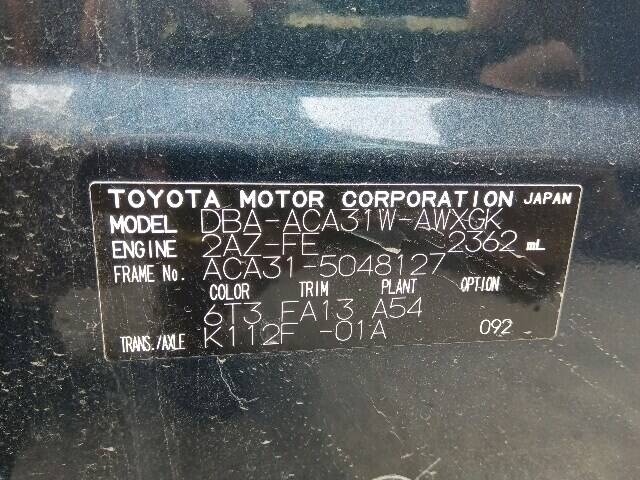 TOYOTA MOTOR CORPORATION JAPAN
MODEL DBA-ACA31W-AWXGK
ENGINE 2AZ-FE 2362 mL
FRAME No. ACA31-5048127
COLOR TRIM PLANT OPTION
6T3 FA13 A54
TRANS./AXLE K112F -01A 092